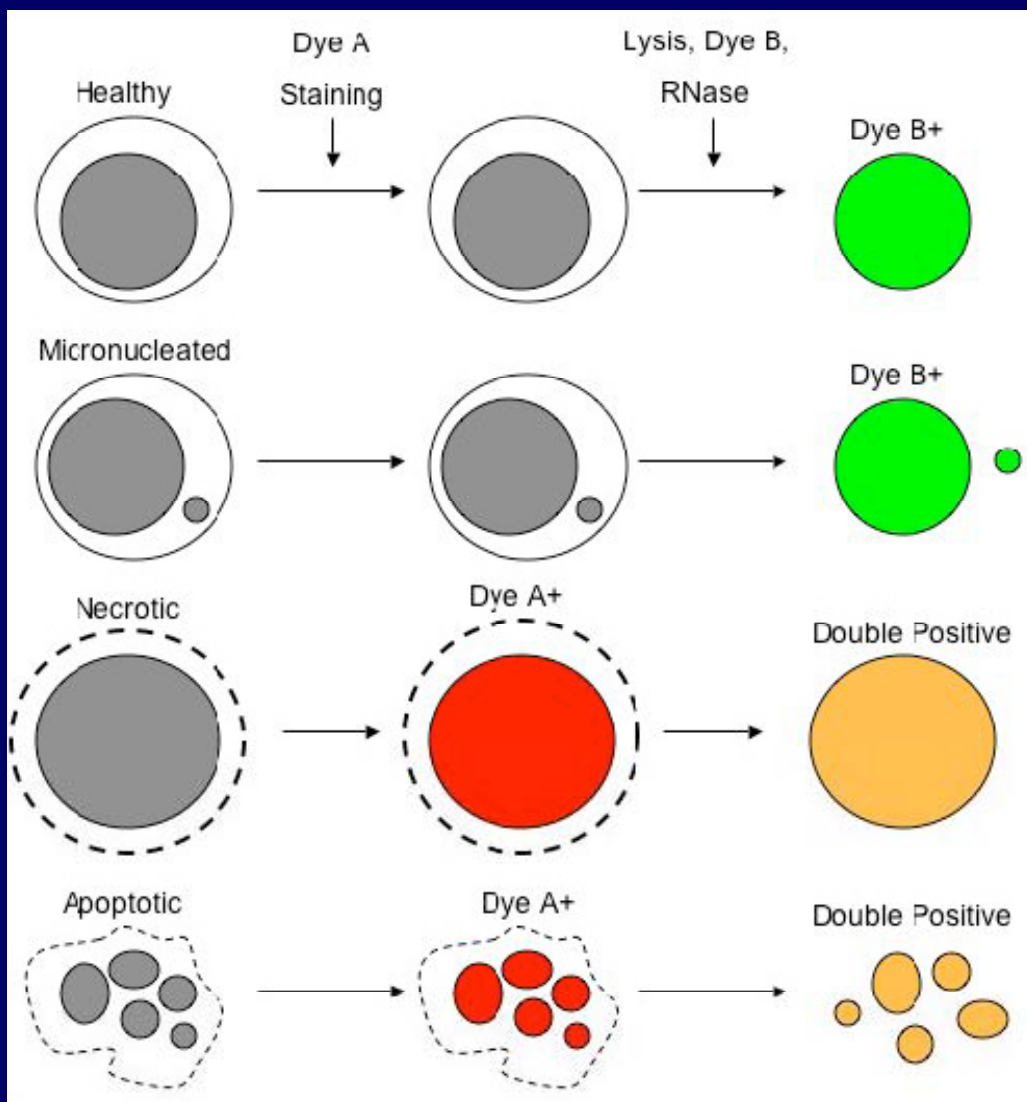 Dye A
Staining
Lysis, Dye B,
RNase
Healthy
Dye B+
Micronucleated
Dye B+
Necrotic
Dye A+
Double Positive
Apoptotic
Dye A+
Double Positive